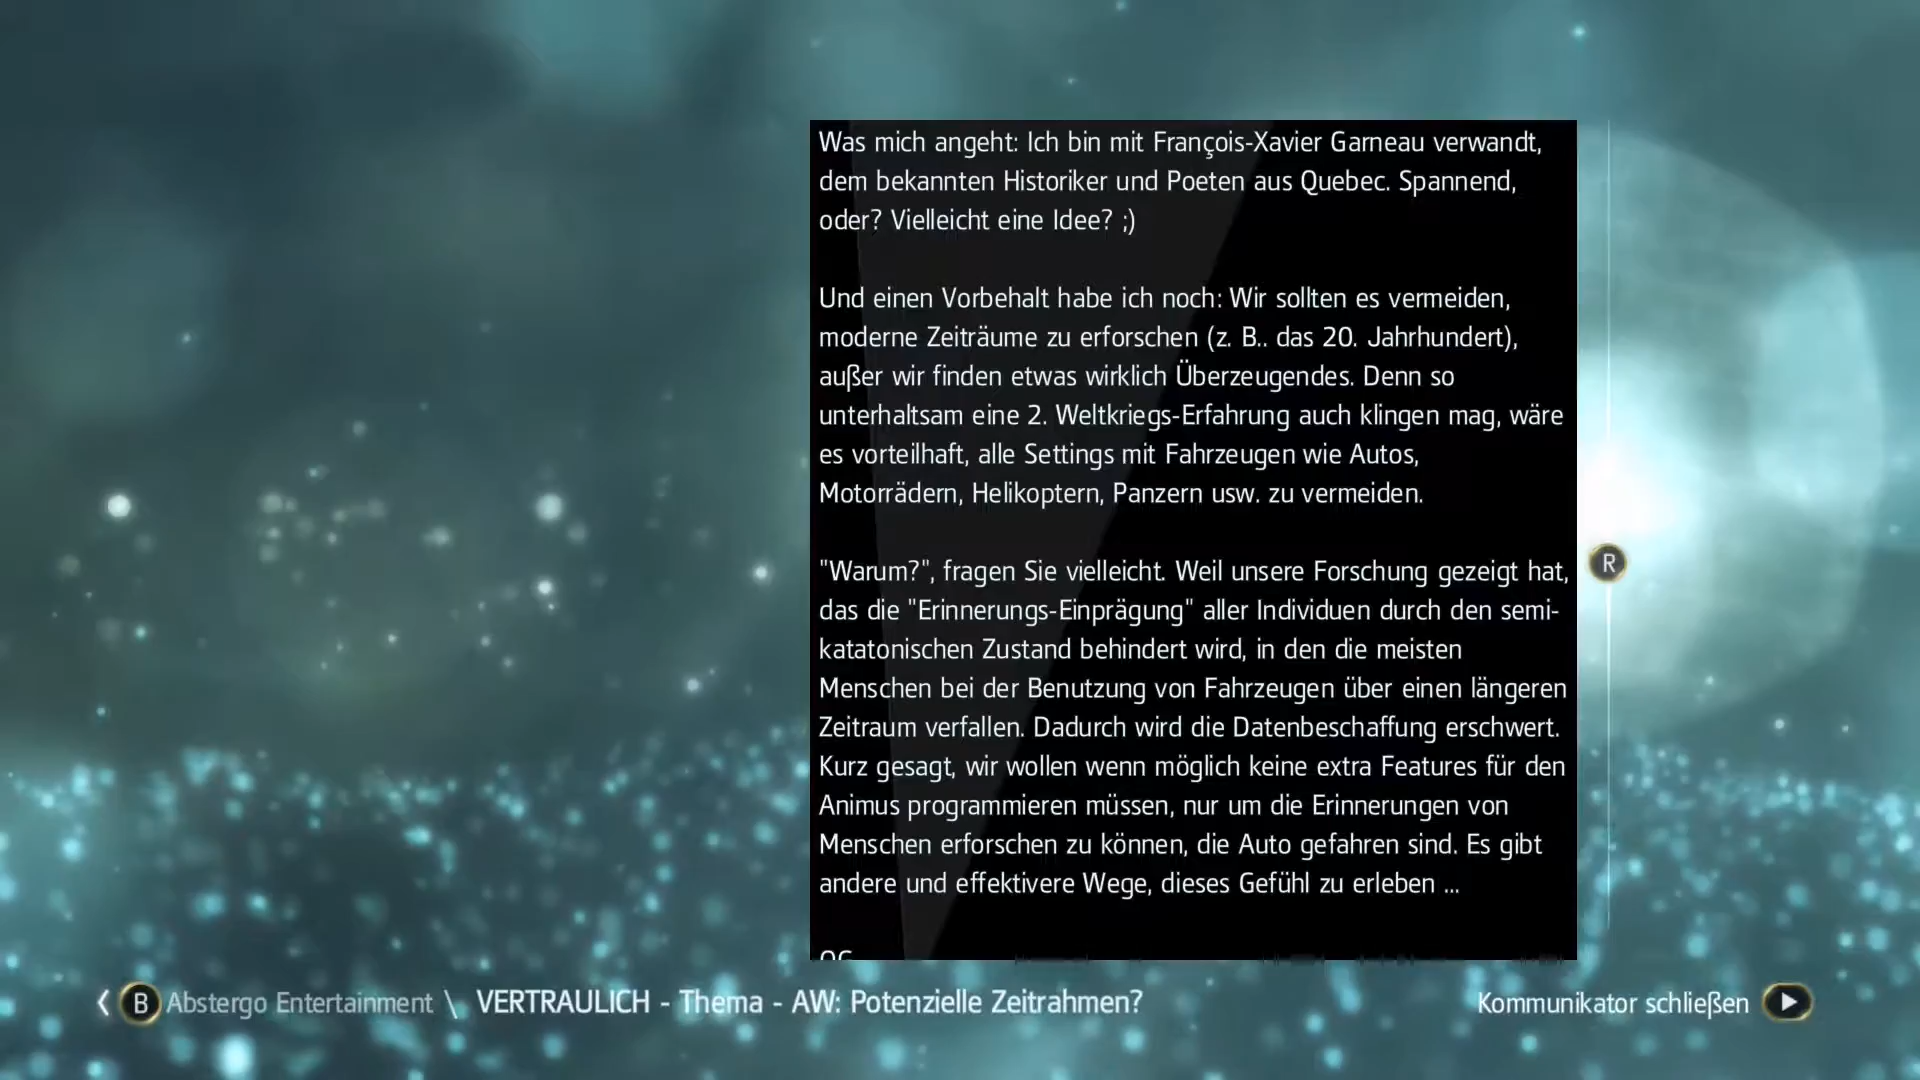 Was mich angeht: Ich bin mit François-Xavier Garneau verwandt,
dem bekannten Historiker und Poeten aus Quebec. Spannend,
oder? Vielleicht eine Idee? ;)
Und einen Vorbehalt habe ich noch: Wir sollten es vermeiden,
moderne Zeiträume zu erforschen (z. B.. das 20. Jahrhundert),
außer wir finden etwas wirklich Überzeugendes. Denn so
unterhaltsam eine 2. Weltkriegs-Erfahrung auch klingen mag, wäre
es vorteilhaft, alle Settings mit Fahrzeugen wie Autos,
Motorrädern, Helikoptern, Panzern usw. zu vermeiden.
"Warum?", fragen Sie vielleicht. Weil unsere Forschung gezeigt hat,
das die "Erinnerungs-Einprägung" aller Individuen durch den semi-
katatonischen Zustand behindert wird, in den die meisten
Menschen bei der Benutzung von Fahrzeugen über einen längeren
Zeitraum verfallen. Dadurch wird die Datenbeschaffung erschwert.
Kurz gesagt, wir wollen wenn möglich keine extra Features für den
Animus programmieren müssen, nur um die Erinnerungen von
Menschen erforschen zu können, die Auto gefahren sind. Es gibt
andere und effektivere Wege, dieses Gefühl zu erleben ...
R
B Abstergo Entertainment \ VERTRAULICH - Thema - AW: Potenzielle Zeitrahmen?
Kommunikator schließen